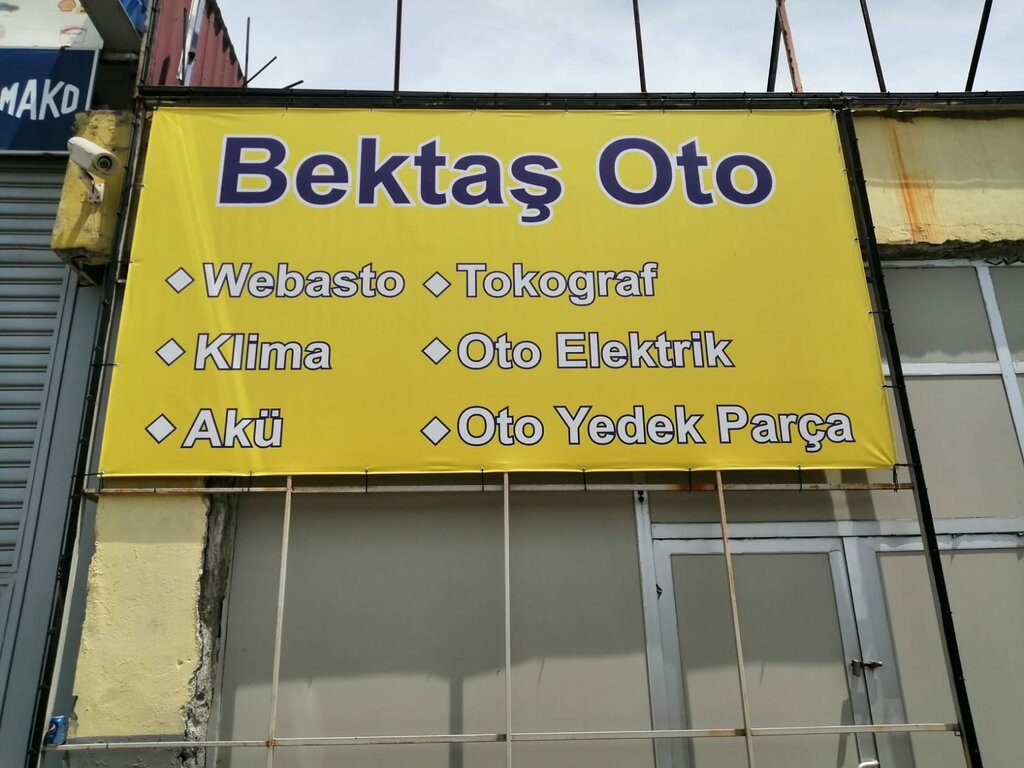 MAKO
Bektaş Oto
Webasto
Klima
Akü
Tokograf
Oto Elektrik
Oto Yedek Parça